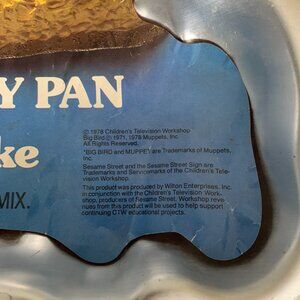 Y PAN
ke
MIX.
© 1978 Children's Television Workshop
Big Bird © 1971, 1978 Muppets, Inc.
All Rights Reserved.
*BIG BIRD and MUPPET are Trademarks of Muppets,
Inc.
Sesame Street and the Sesame Street Sign are
Trademarks and Servicemarks of the Children's Tele-
vision Workshop.
This product was produced by Wilton Enterprises, Inc.
in conjunction with the Children's Television Work-
shop, producers of Sesame Street. Workshop reve-
nues from this product will be used to help support
continuing CTW educational projects.